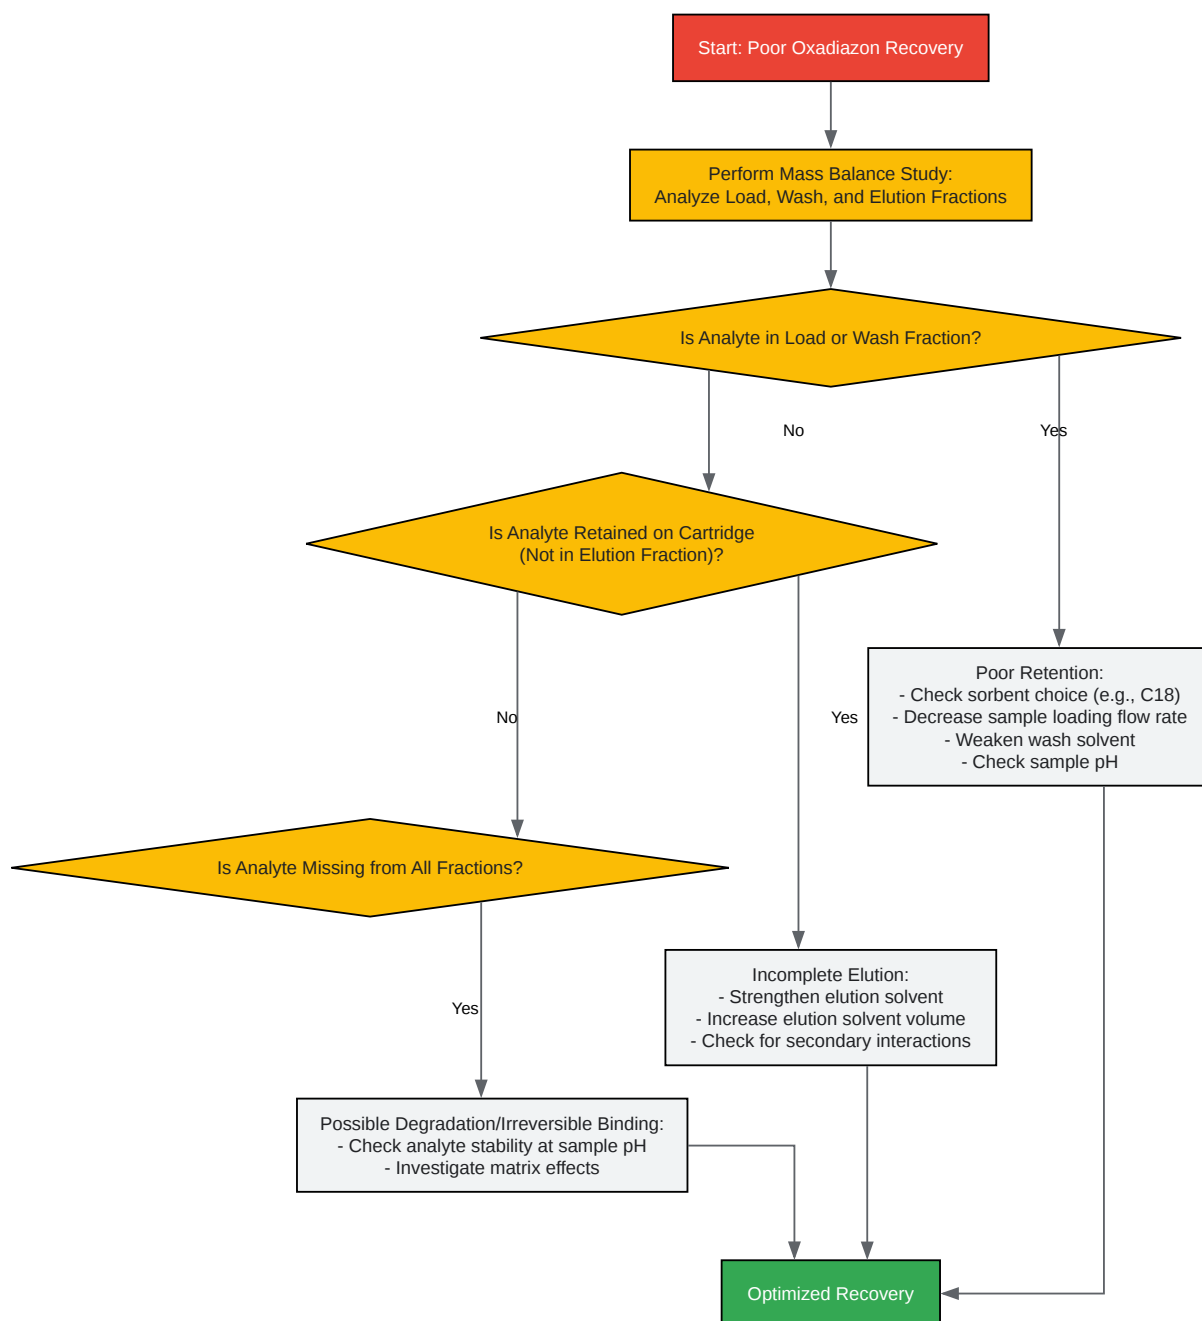 Start: Poor Oxadiazon Recovery
Perform Mass Balance Study:
Analyze Load, Wash, and Elution Fractions
Is Analyte in Load or Wash Fraction?
No
Yes
Is Analyte Retained on Cartridge
(Not in Elution Fraction)?
Poor Retention:
- Check sorbent choice (e.g., C18)
- Decrease sample loading flow rate
- Weaken wash solvent
- Check sample pH
No
Yes
Is Analyte Missing from All Fractions?
Incomplete Elution:
- Strengthen elution solvent
- Increase elution solvent volume
- Check for secondary interactions
Yes
Possible Degradation/Irreversible Binding:
- Check analyte stability at sample pH
- Investigate matrix effects
Optimized Recovery